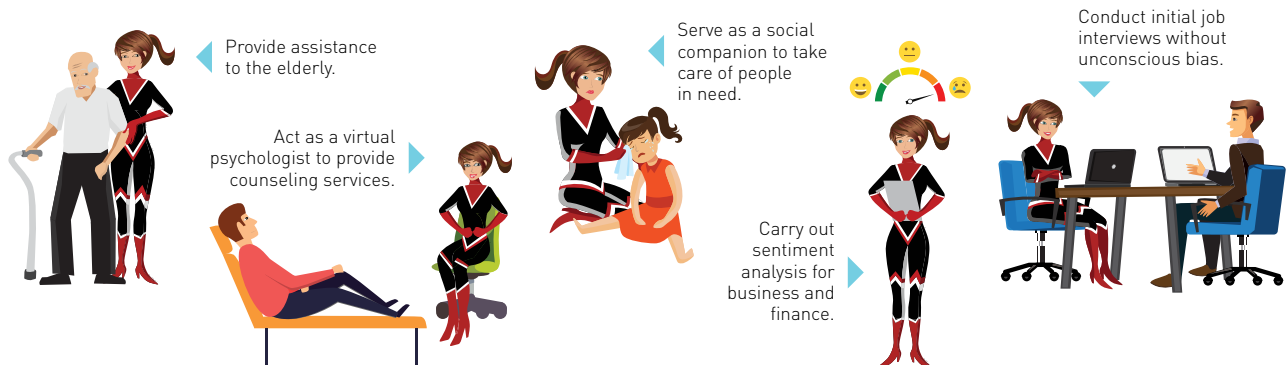 Provide assistance
to the elderly.
Act as a virtual
psychologist to provide
counseling services.
Serve as a social
companion to take
care of people
in need.
Carry out
sentiment
analysis for
business and
finance.
Conduct initial job
interviews without
unconscious bias.